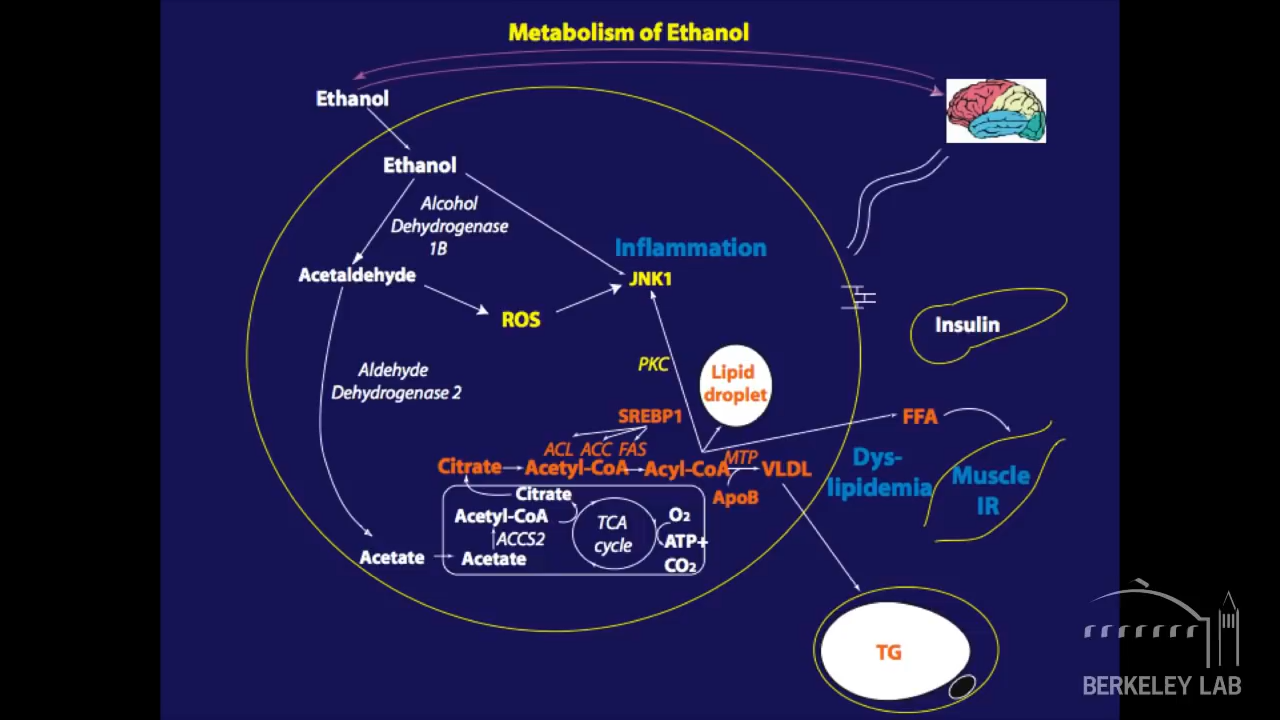 Metabolism of Ethanol
Ethanol
Ethanol
Alcohol
Dehydrogenase
1B
Inflammation
Acetaldehyde
JNK1
ROS
Insulin
Aldehyde
Dehydrogenase 2
PKC
Lipid
droplet
SREBP1
FFA
ACL ACC FAS
MTP
Citrate
Acetyl-CoA
Acyl-CoA
VLDL
Dys-
lipidemia
Muscle
IR
Citrate
ApoB
Acetyl-CoA
TCA
cycle
O2
ACCS2
ATP+
Acetate
Acetate
CO2
TG
BERKELEY LAB